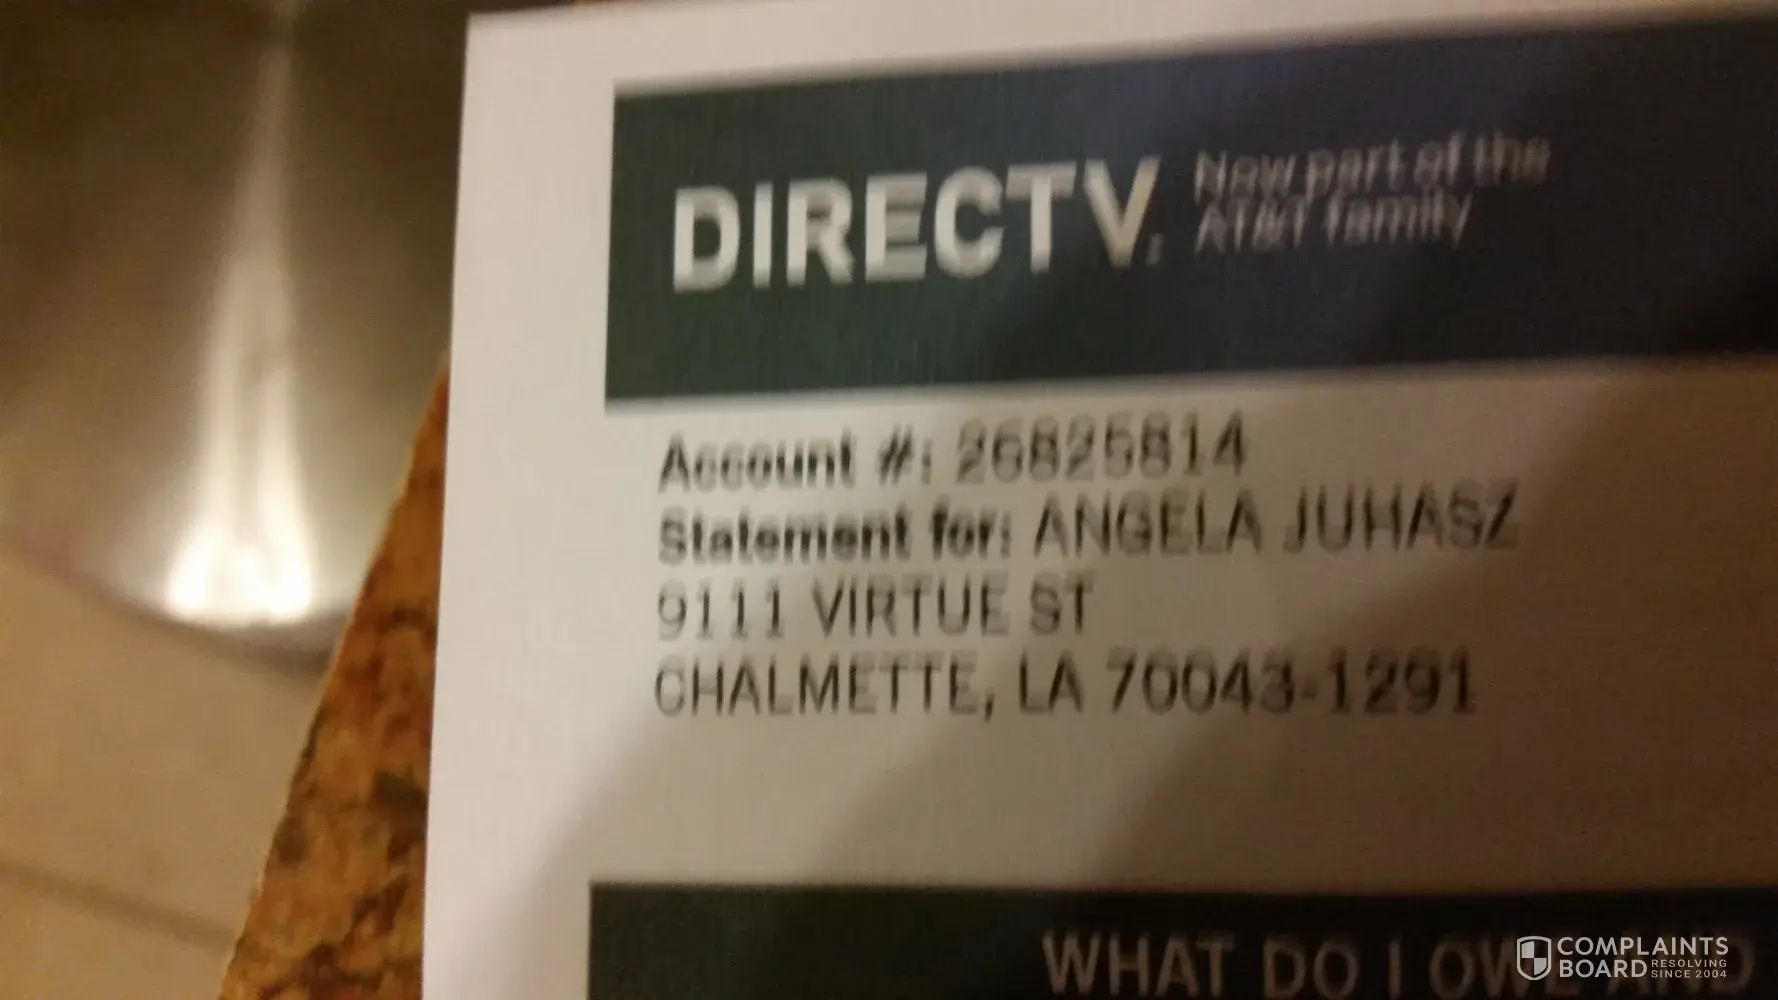 DIRECTV. Now part of the
AT&T family
Account #: 26825814
Statement for: ANGELA JUHASZ
9111 VIRTUE ST
CHALMETTE, LA 70043-1291
WHAT DO I OWE AND
COMPLAINTS
BOARD RESOLVING
SINCE 2004